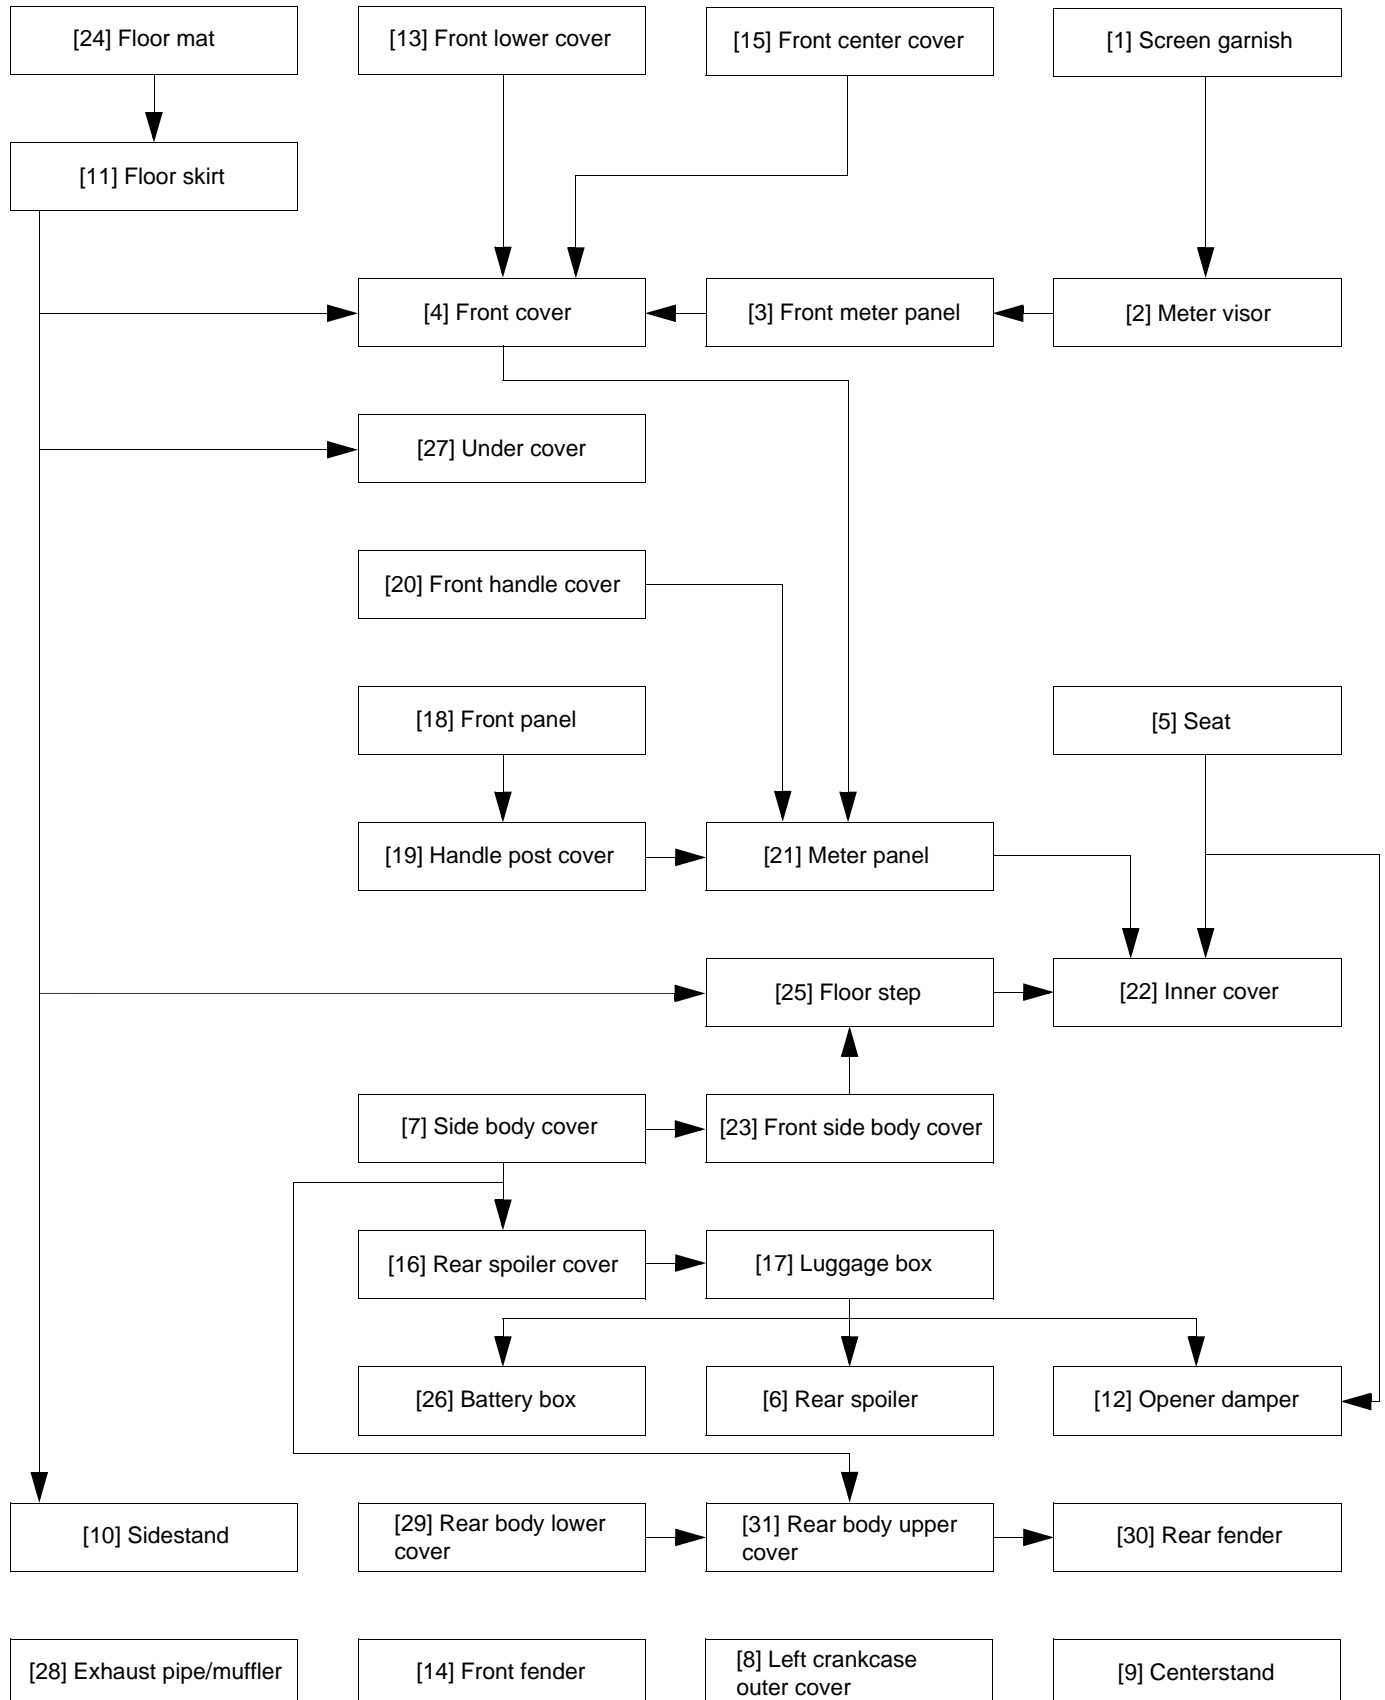 [24] Floor mat
[13] Front lower cover
[15] Front center cover
[1] Screen garnish
[11] Floor skirt
[4] Front cover
[3] Front meter panel
[2] Meter visor
[27] Under cover
[20] Front handle cover
[18] Front panel
[5] Seat
[19] Handle post cover
[21] Meter panel
[25] Floor step
[22] Inner cover
[7] Side body cover
[23] Front side body cover
[16] Rear spoiler cover
[17] Luggage box
[26] Battery box
[6] Rear spoiler
[12] Opener damper
[10] Sidestand
[29] Rear body lower
cover
[31] Rear body upper
cover
[30] Rear fender
[28] Exhaust pipe/muffler
[14] Front fender
[8] Left crankcase
outer cover
[9] Centerstand